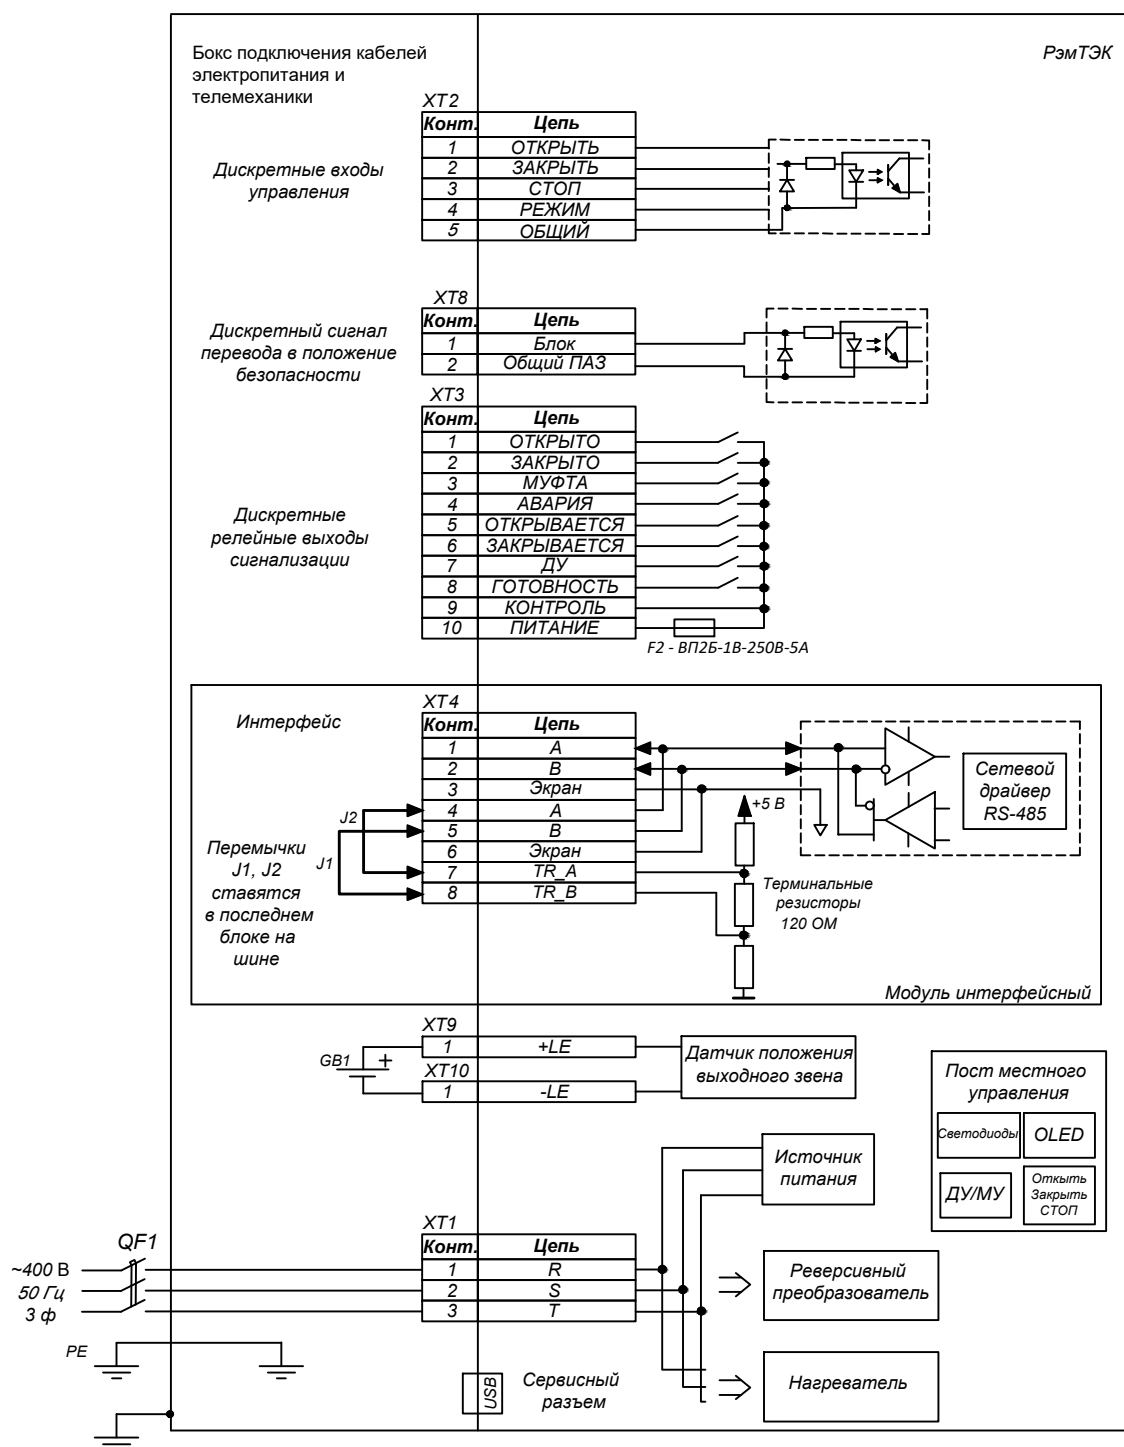 Бокс подключения кабелей
электропитания и
телемеханики
РэмТЭК
XT2
Конт. Цепь
Дискретные входы
управления
1 ОТКРЫТЬ
2 ЗАКРЫТЬ
3 СТОП
4 РЕЖИМ
5 ОБЩИЙ
XT8
Конт. Цепь
Дискретный сигнал
перевода в положение
безопасности
1 Блок
2 Общий ПАЗ
XT3
Конт. Цепь
1 ОТКРЫТО
2 ЗАКРЫТО
3 МУФТА
4 АВАРИЯ
5 ОТКРЫВАЕТСЯ
6 ЗАКРЫВАЕТСЯ
7 ДУ
8 ГОТОВНОСТЬ
9 КОНТРОЛЬ
10 ПИТАНИЕ
Дискретные
релейные выходы
сигнализации
F2 - ВП2Б-1В-250В-5А
Интерфейс
XT4
Конт. Цепь
1 A
2 B
3 Экран
4 A
5 B
6 Экран
7 TR_A
8 TR_B
J2
J1
Перемычки
J1, J2
ставятся
в последнем
блоке на
шине
+5 В
Терминальные
резисторы
120 ОМ
Сетевой
драйвер
RS-485
Модуль интерфейсный
XT9
1 +LE
GB1
+
XT10
1 -LE
Датчик положения
выходного звена
Пост местного
управления
Светодиоды
OLED
ДУ/МУ
Откыть
Закрыть
СТОП
Источник
питания
XT1
Конт. Цепь
1 R
2 S
3 T
QF1
~400 В
50 Гц
3 ф
PE
Реверсивный
преобразователь
Нагреватель
USB
Сервисный
разъем